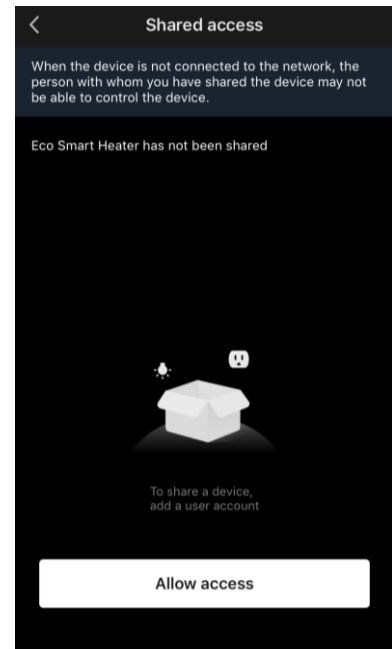 Shared access
When the device is not connected to the network, the
person with whom you have shared the device may not
be able to control the device.
Eco Smart Heater has not been shared
To share a device,
add a user account
Allow access